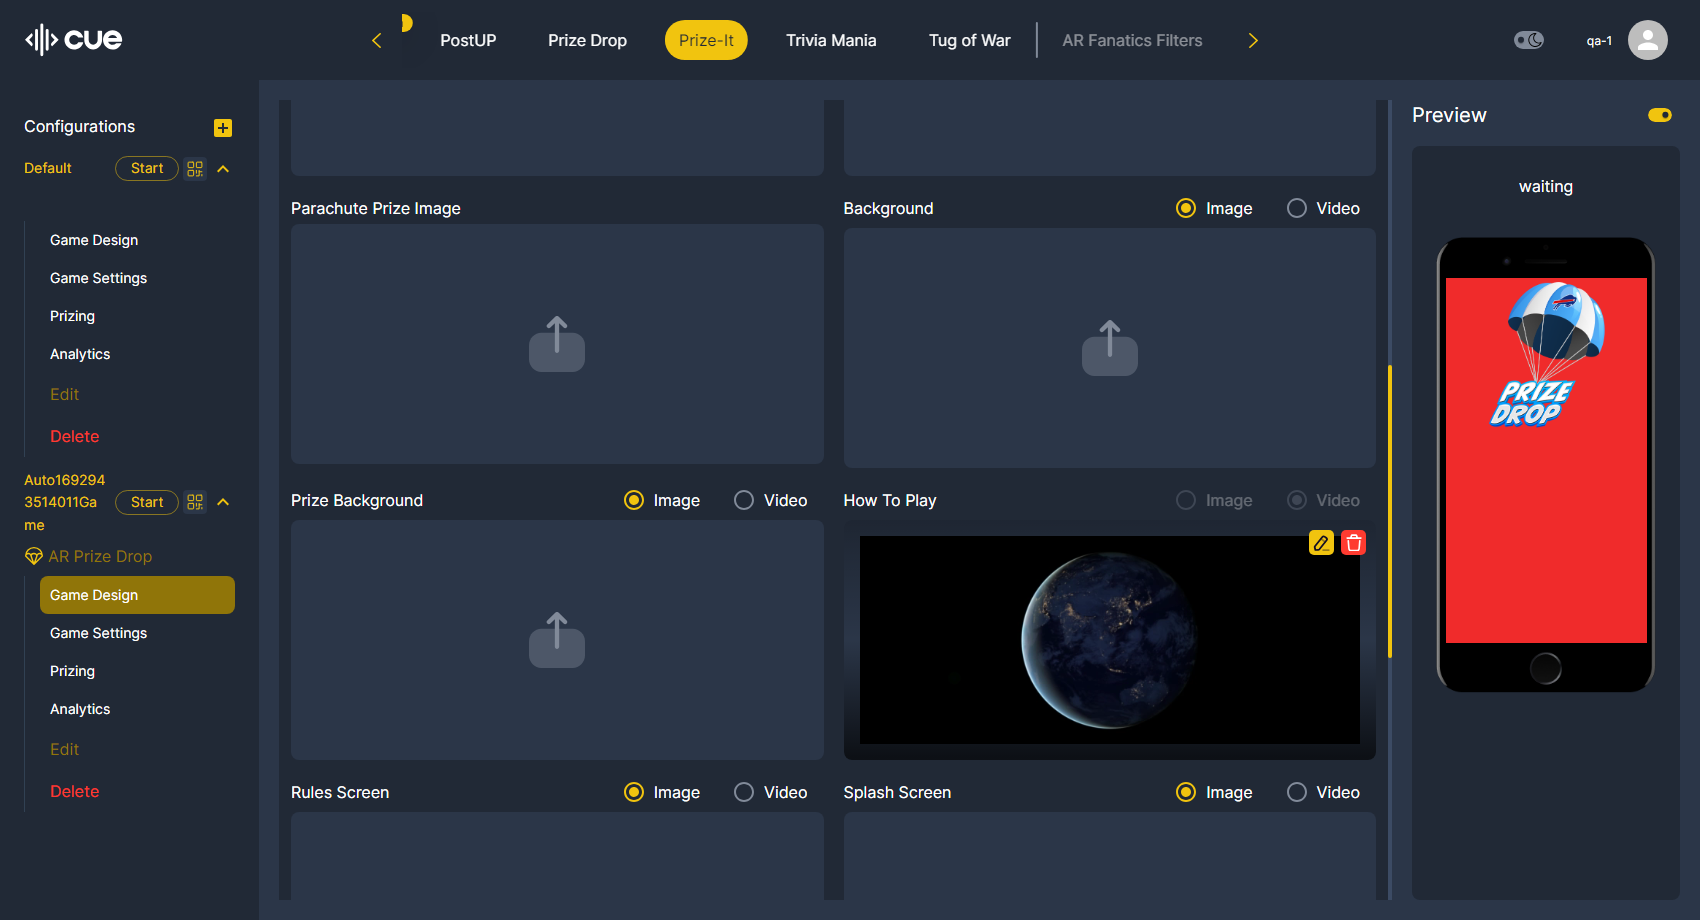 cue
PostUP
Prize Drop
Prize-It
Trivia Mania
Tug of War
AR Fanatics Filters
qa-1
Configurations
Default
Start
Game Design
Game Settings
Prizing
Analytics
Edit
Delete
Auto169294
3514011Ga
me
Start
AR Prize Drop
Game Design
Game Settings
Prizing
Analytics
Edit
Delete
Parachute Prize Image
Background
Image
Video
Prize Background
Image
Video
How To Play
Image
Video
Rules Screen
Image
Video
Splash Screen
Image
Video
Preview
waiting
PRIZE
DROP